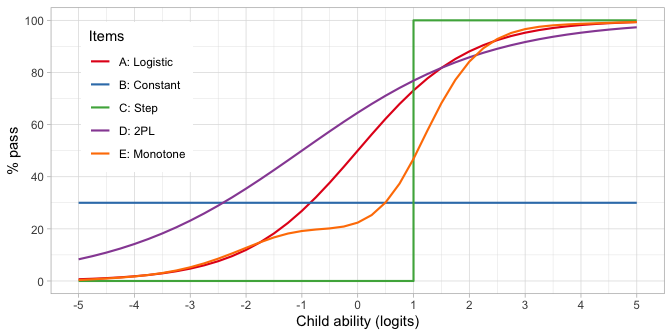 Items
A: Logistic
B: Constant
C: Step
D: 2PL
E: Monotone
% pass
100
80
60
40
20
0
-5 -4 -3 -2 -1 0 1 2 3 4 5
Child ability (logits)